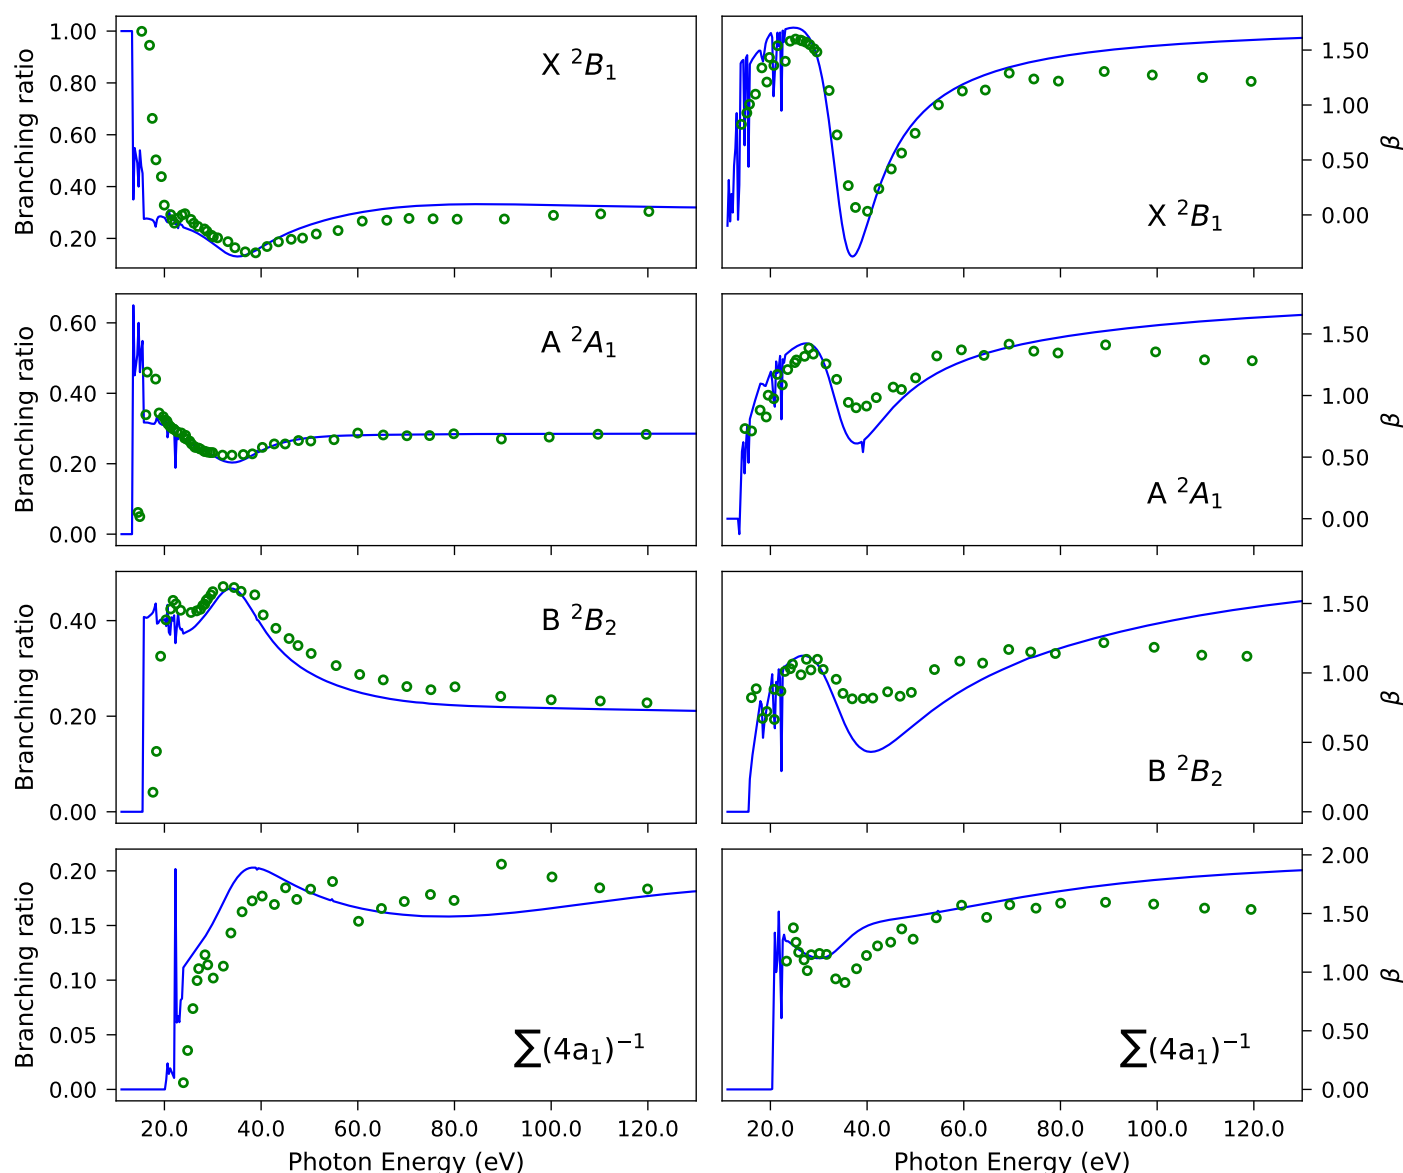 Branching ratio
1.00
0.80
0.60
0.40
0.20
X ²B₁
1.50
1.00
0.50
0.00
β
X ²B₁
Branching ratio
0.60
0.40
0.20
0.00
A ²A₁
1.50
1.00
0.50
0.00
β
A ²A₁
Branching ratio
0.40
0.20
0.00
B ²B₂
1.50
1.00
0.50
0.00
β
B ²B₂
Branching ratio
0.20
0.15
0.10
0.05
0.00
∑(4a₁)⁻¹
2.00
1.50
1.00
0.50
0.00
β
∑(4a₁)⁻¹
20.0 40.0 60.0 80.0 100.0 120.0
Photon Energy (eV)
20.0 40.0 60.0 80.0 100.0 120.0
Photon Energy (eV)